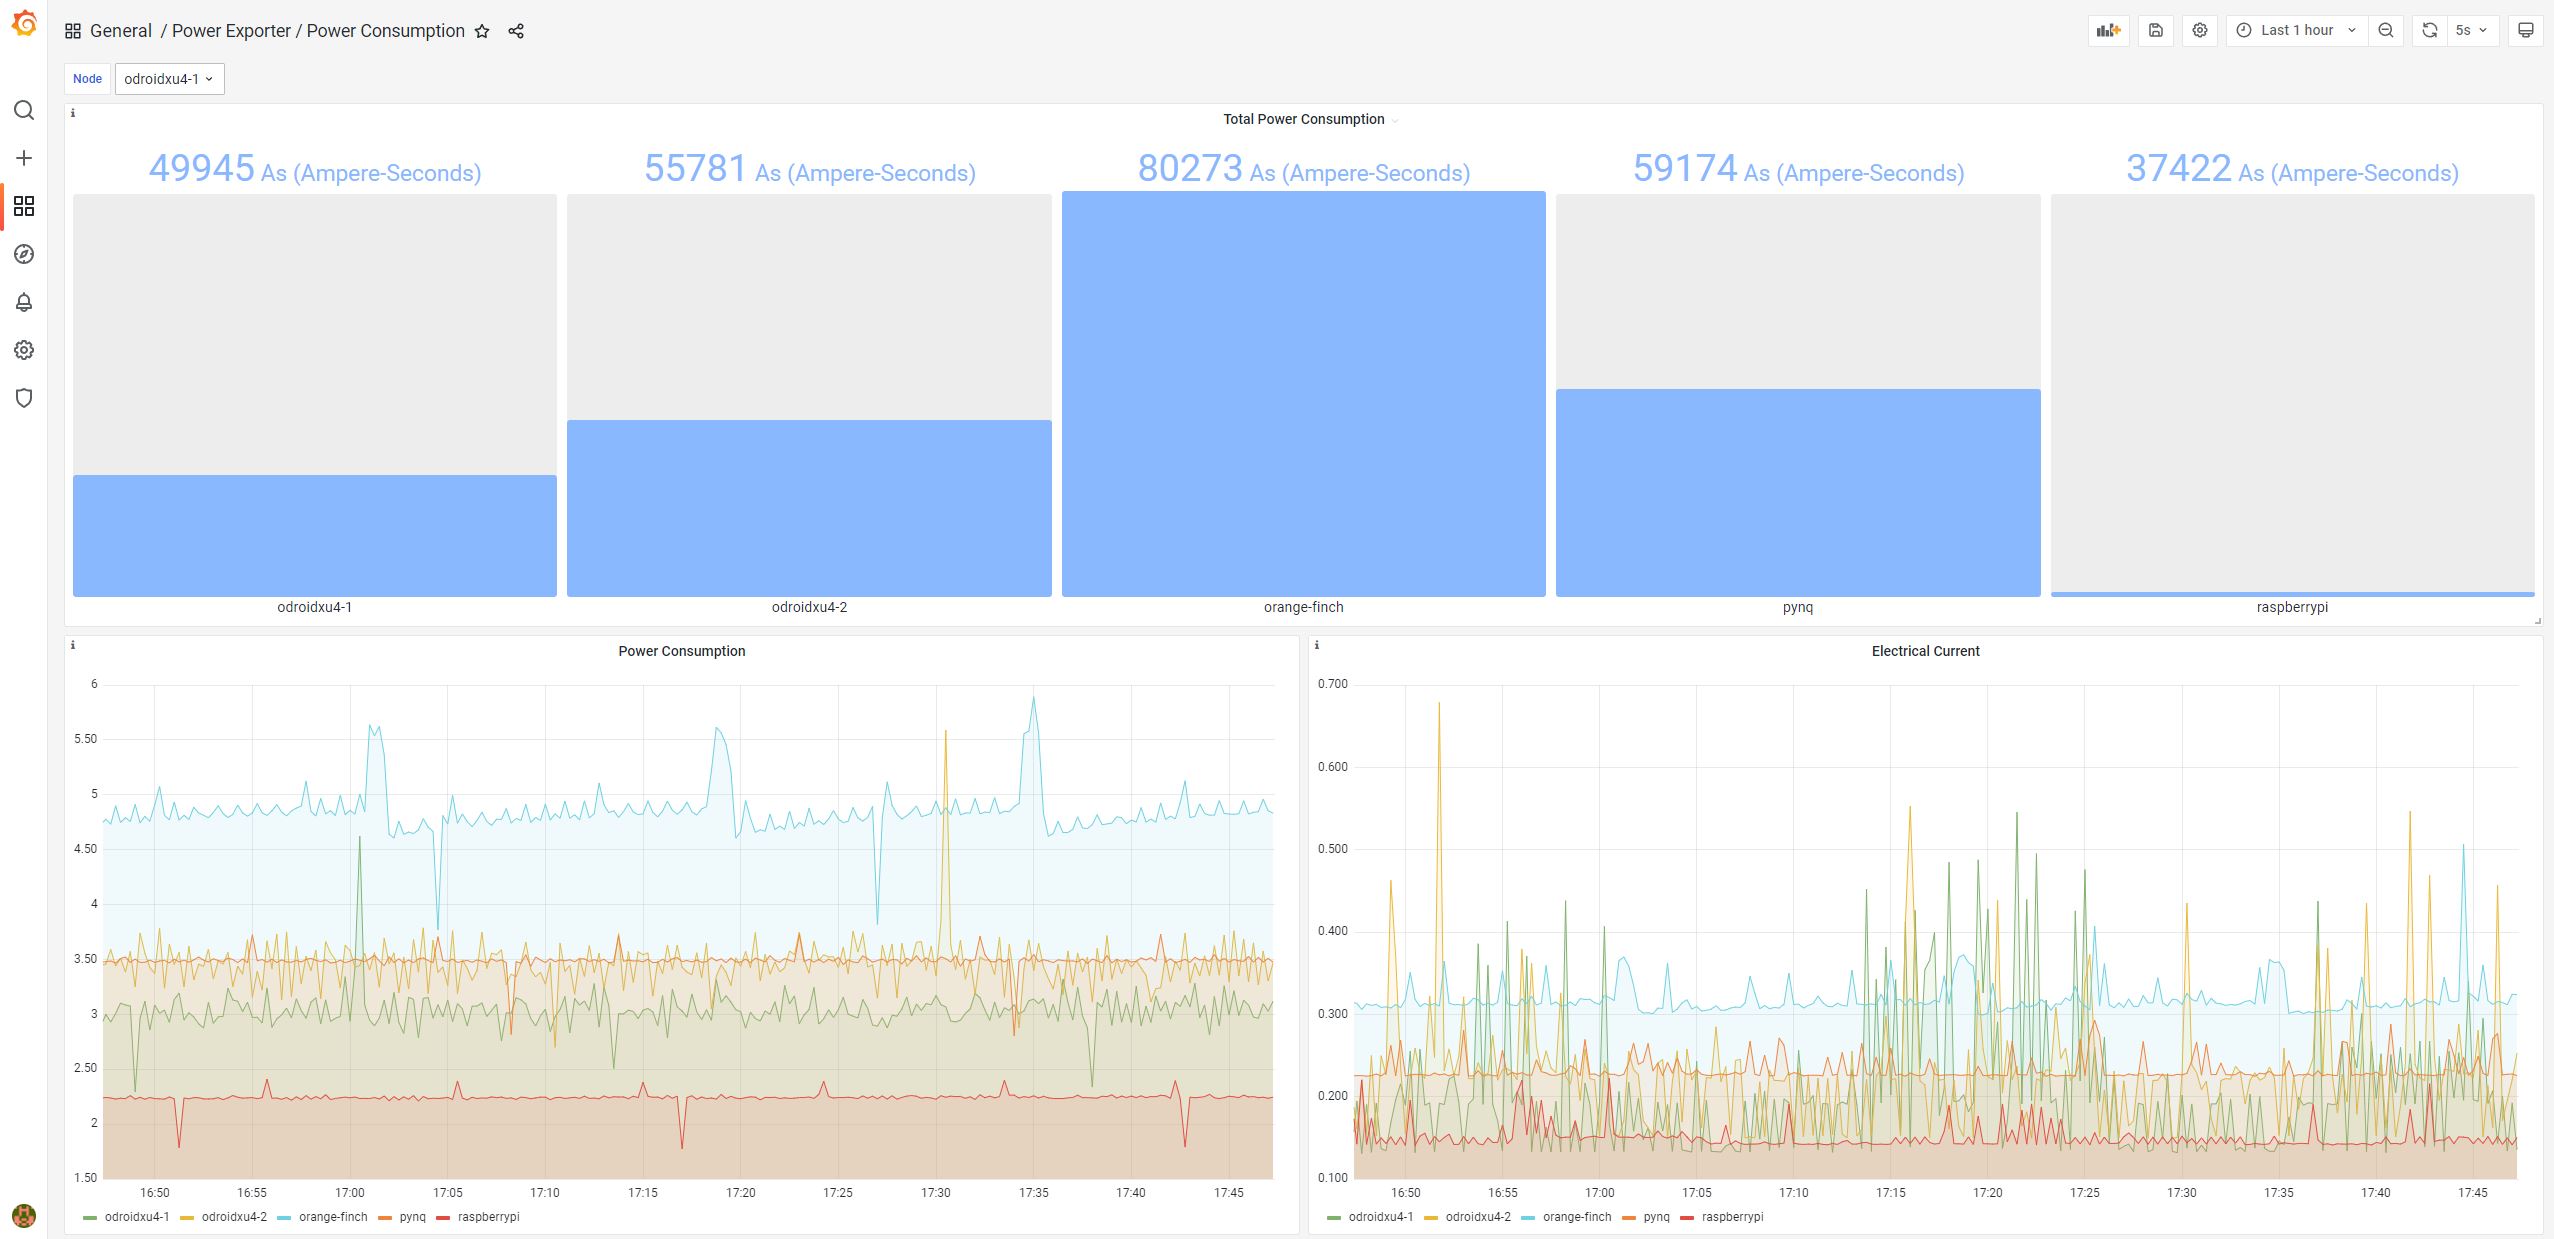 General / Power Exporter / Power Consumption
Last 1 hour
5s
Node
odroidxu4-1
i
Total Power Consumption
49945 As (Ampere-Seconds)
55781 As (Ampere-Seconds)
80273 As (Ampere-Seconds)
59174 As (Ampere-Seconds)
37422 As (Ampere-Seconds)
odroidxu4-1
odroidxu4-2
orange-finch
pynq
raspberrypi
i
Power Consumption
6
5.50
5
4.50
4
3.50
3
2.50
2
1.50
16:50 16:55 17:00 17:05 17:10 17:15 17:20 17:25 17:30 17:35 17:40 17:45
odroidxu4-1 odroidxu4-2 orange-finch pynq raspberrypi
i
Electrical Current
0.700
0.600
0.500
0.400
0.300
0.200
0.100
16:50 16:55 17:00 17:05 17:10 17:15 17:20 17:25 17:30 17:35 17:40 17:45
odroidxu4-1 odroidxu4-2 orange-finch pynq raspberrypi